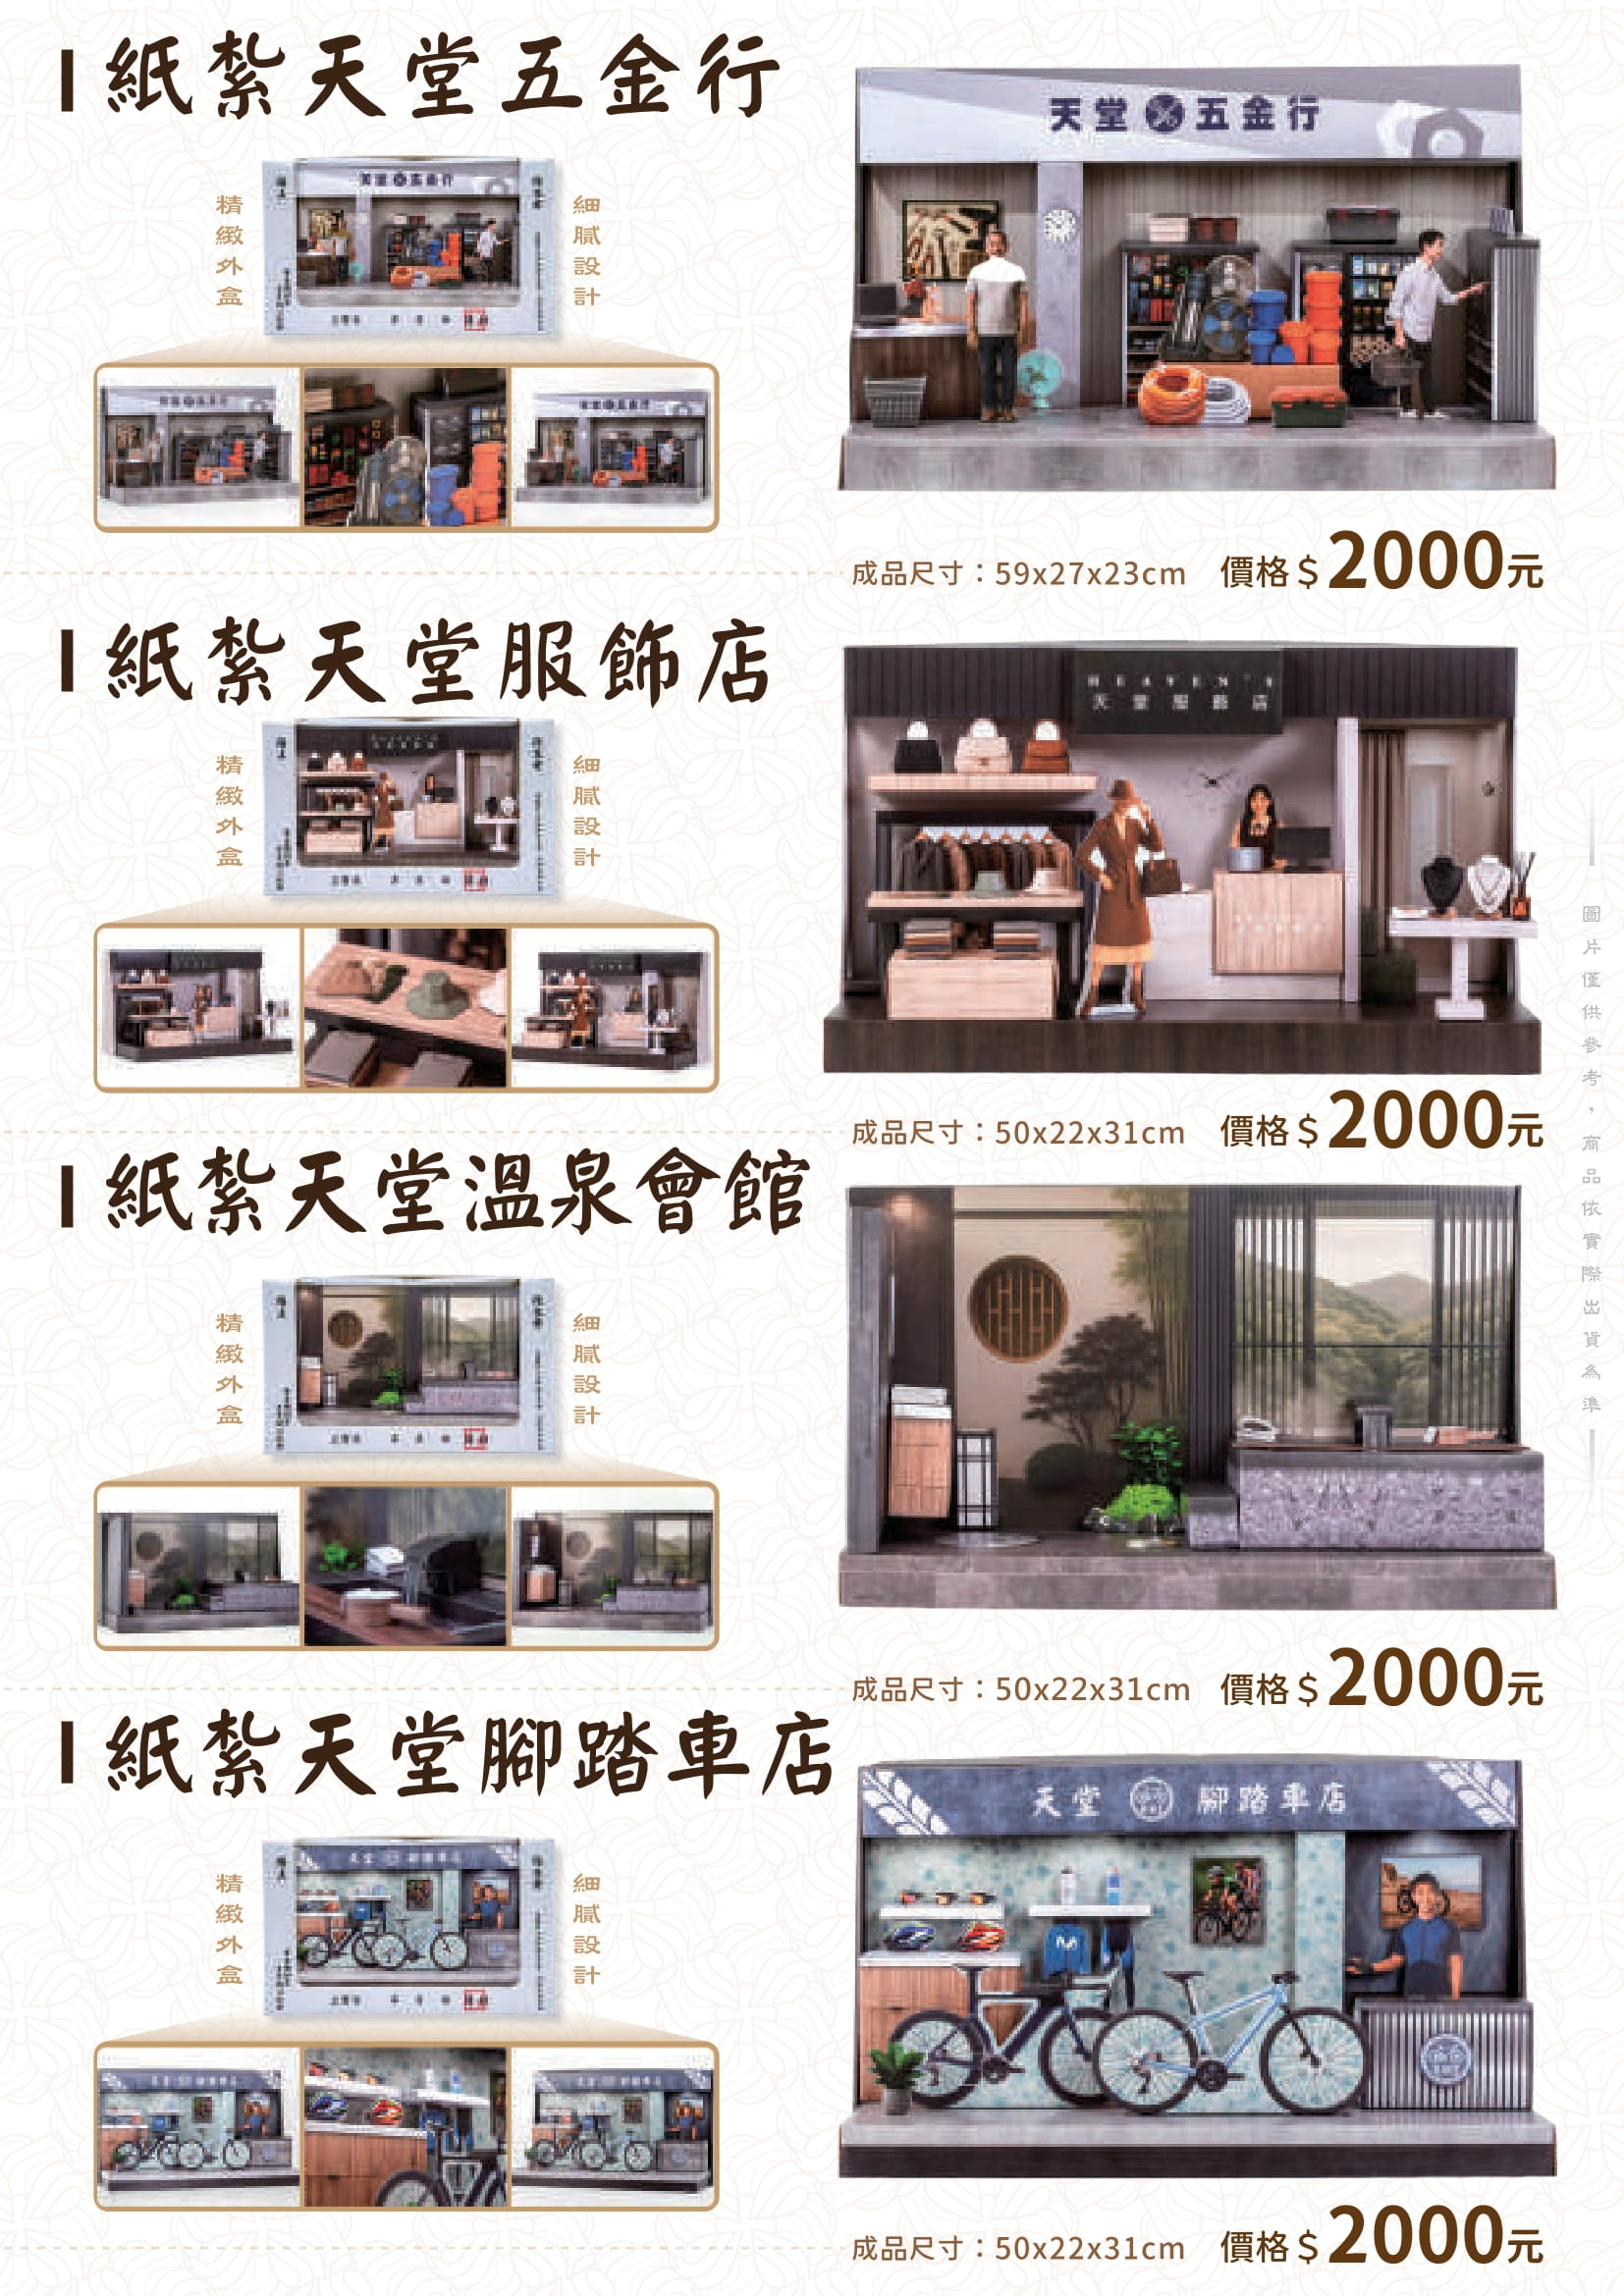 紙紮天堂五金行
精緻外盒
細膩設計
天堂五金行
成品尺寸：59x27x23cm
價格$2000元
紙紮天堂服飾店
精緻外盒
細膩設計
HEAVEN'S
天堂服飾店
成品尺寸：50x22x31cm
價格$2000元
紙紮天堂溫泉會館
精緻外盒
細膩設計
成品尺寸：50x22x31cm
價格$2000元
紙紮天堂腳踏車店
精緻外盒
細膩設計
天堂 腳踏車店
成品尺寸：50x22x31cm
價格$2000元
圖片僅供參考，商品依實際出貨為準